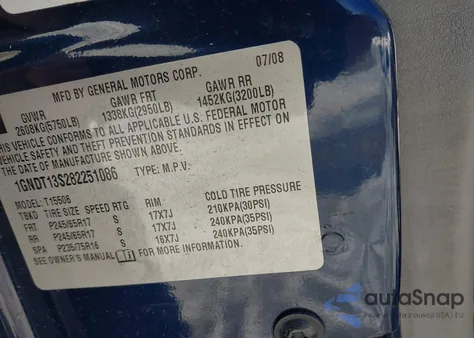 MFD BY GENERAL MOTORS CORP. 07/08
GVWR GAWR FRT GAWR RR
2608KG(5750LB) 1338KG(2950LB) 1452KG(3200LB)
THIS VEHICLE CONFORMS TO ALL APPLICABLE U.S. FEDERAL MOTOR
VEHICLE SAFETY AND THEFT PREVENTION STANDARDS IN EFFECT ON
THE DATE OF MANUFACTURE SHOWN ABOVE.
1GNDT13S282251086 TYPE: M.P.V.
MODEL: T15506
TBKD TIRE SIZE SPEED RTG RIM COLD TIRE PRESSURE
FRT P245/65R17 S 17X7J 210KPA(30PSI)
RR P245/65R17 S 17X7J 240KPA(35PSI)
SPA P235/75R16 S 16X7J 240KPA(35PSI)
SEE OWNER'S MANUAL FOR MORE INFORMATION.
autoSnap